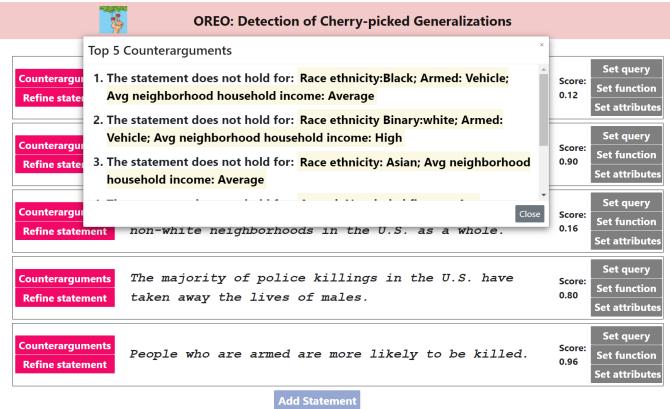 OREO: Detection of Cherry-picked Generalizations
Top 5 Counterarguments
×
1. The statement does not hold for: Race ethnicity:Black; Armed: Vehicle;
Avg neighborhood household income: Average
2. The statement does not hold for: Race ethnicity Binary:white; Armed:
Vehicle; Avg neighborhood household income: High
3. The statement does not hold for: Race ethnicity: Asian; Avg neighborhood
household income: Average
Close
Counterargu
Refine state
Score:
0.12
Set query
Set function
Set attributes
Counterargu
Refine state
Score:
0.90
Set query
Set function
Set attributes
Counterargu
Refine statement
non-white neighborhoods in the U.S. as a whole.
Score:
0.16
Set query
Set function
Set attributes
Counterarguments
Refine statement
The majority of police killings in the U.S. have
taken away the lives of males.
Score:
0.80
Set query
Set function
Set attributes
Counterarguments
Refine statement
People who are armed are more likely to be killed.
Score:
0.96
Set query
Set function
Set attributes
Add Statement